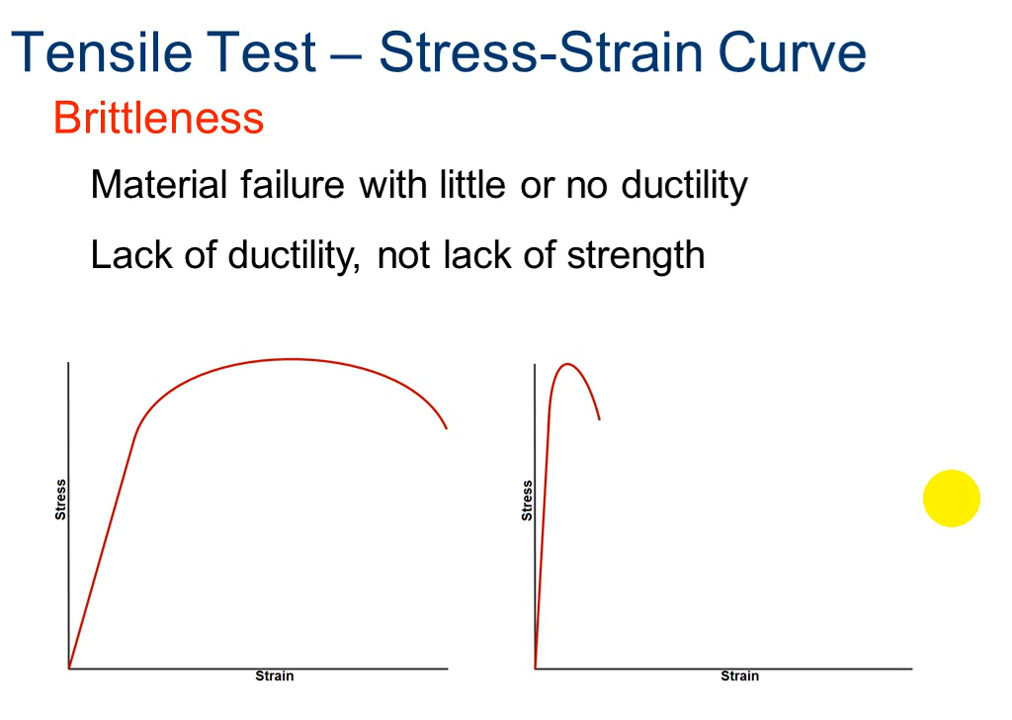 Tensile Test – Stress-Strain Curve
Brittleness
Material failure with little or no ductility
Lack of ductility, not lack of strength
Stress
Strain
Stress
Strain